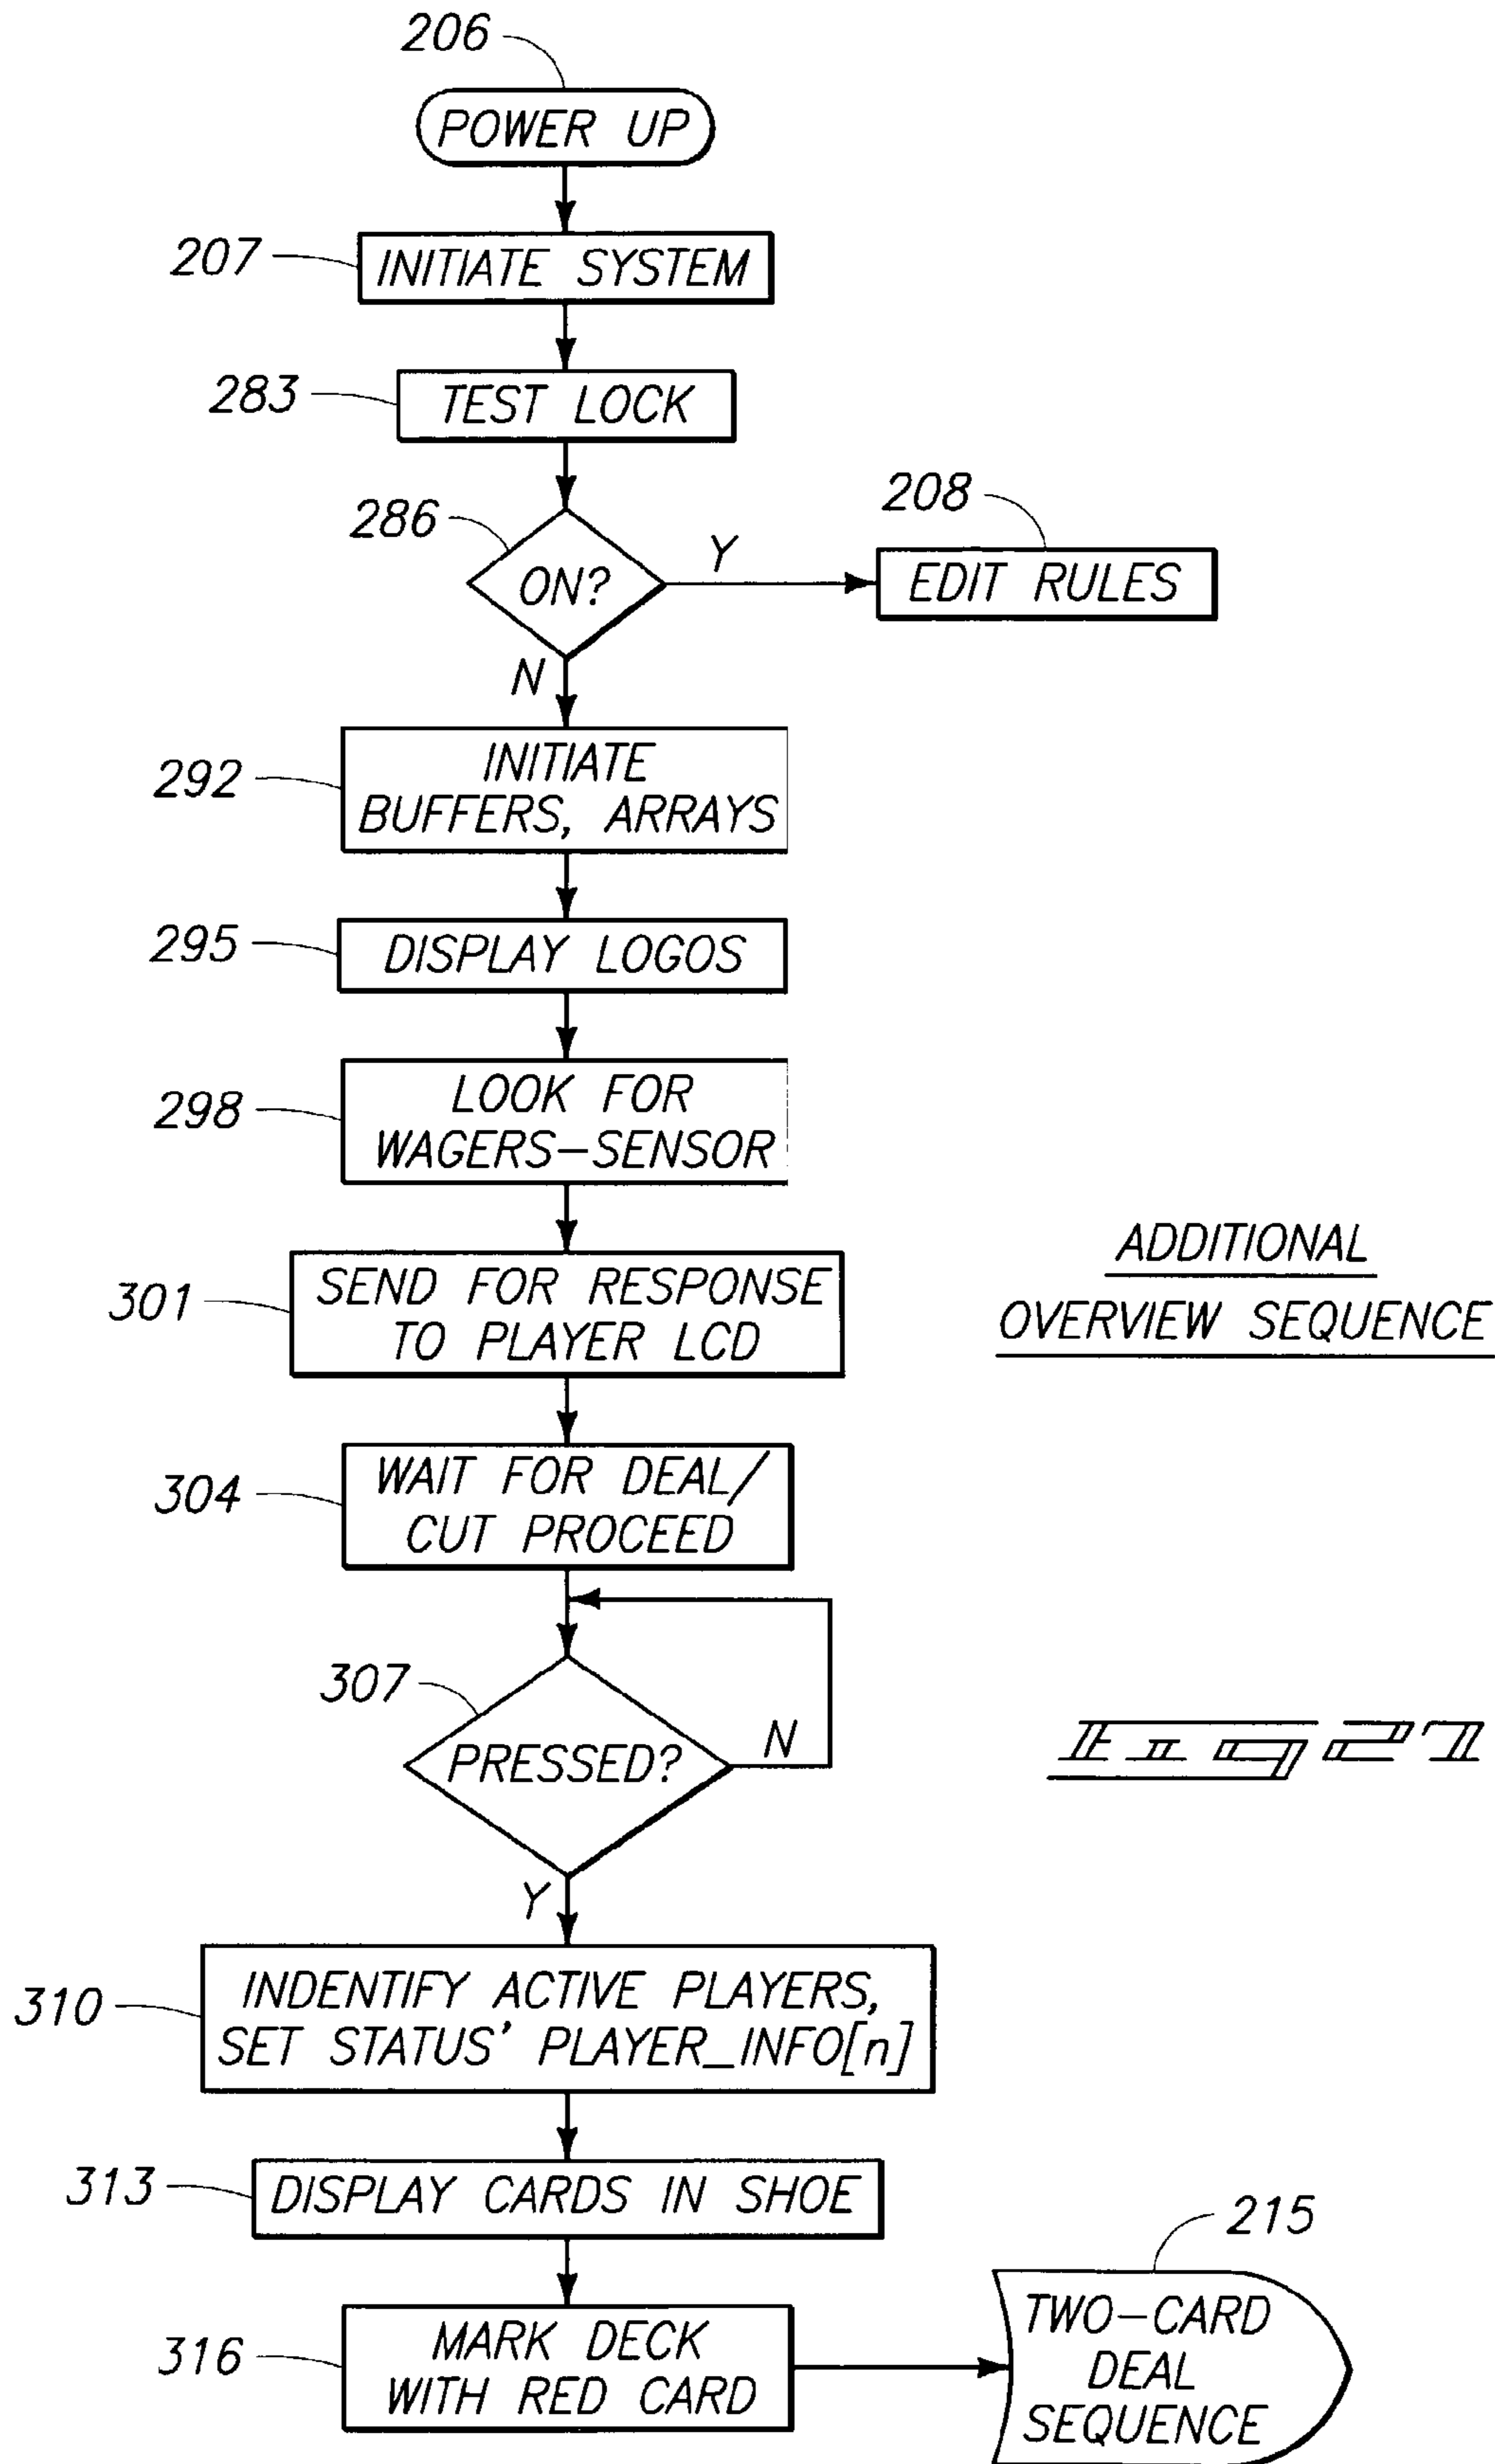 206
POWER UP
207
INITIATE SYSTEM
283
TEST LOCK
286
ON?
Y
208
EDIT RULES
N
292
INITIATE
BUFFERS, ARRAYS
295
DISPLAY LOGOS
298
LOOK FOR
WAGERS-SENSOR
301
SEND FOR RESPONSE
TO PLAYER LCD
ADDITIONAL
OVERVIEW SEQUENCE
304
WAIT FOR DEAL/
CUT PROCEED
307
PRESSED?
N
Y
Fig 27
310
INDENTIFY ACTIVE PLAYERS,
SET STATUS' PLAYER_INFO[n]
313
DISPLAY CARDS IN SHOE
316
MARK DECK
WITH RED CARD
215
TWO-CARD
DEAL
SEQUENCE